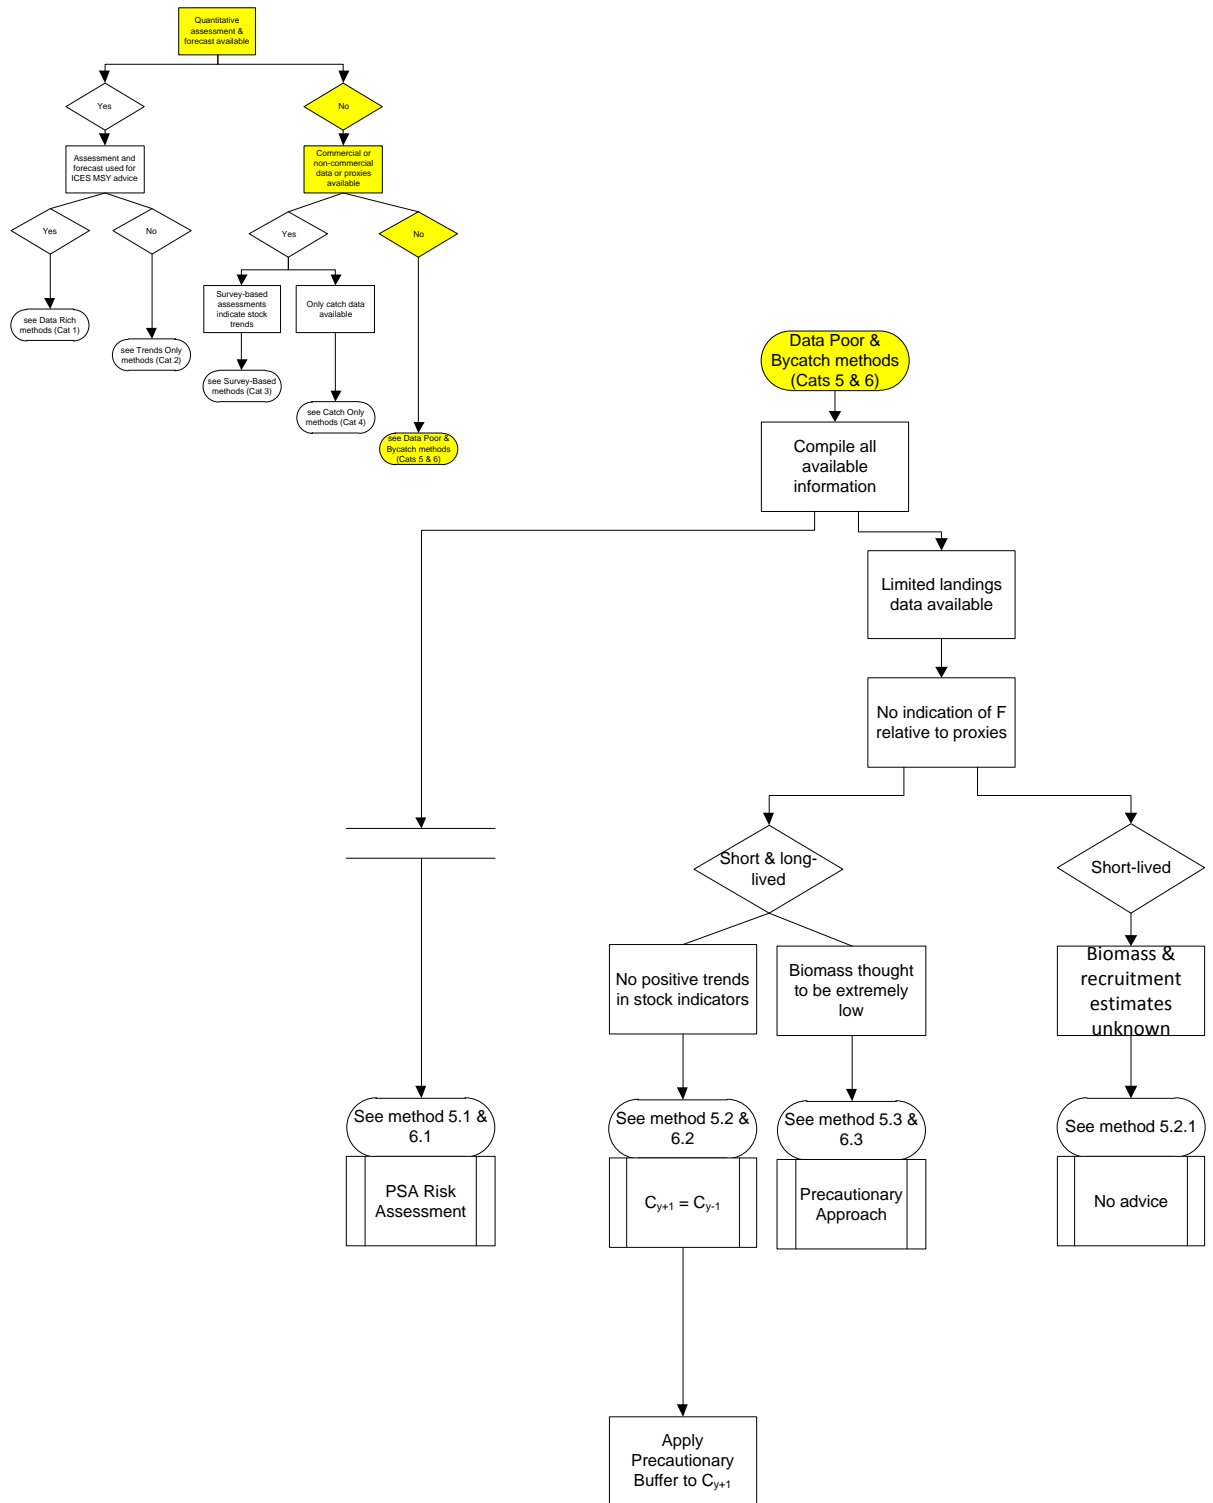 Quantitative
assessment &
forecast available
Yes
No
Assessment and
forecast used for
ICES MSY advice
Commercial or
non-commercial
data or proxies
available
Yes
No
Yes
No
Survey-based
assessments
indicate stock
trends
Only catch data
available
see Data Rich
methods (Cat 1)
see Trends Only
methods (Cat 2)
see Survey-Based
methods (Cat 3)
see Catch Only
methods (Cat 4)
see Data Poor &
Bycatch methods
(Cats 5 & 6)
Data Poor &
Bycatch methods
(Cats 5 & 6)
Compile all
available
information
Limited landings
data available
No indication of F
relative to proxies
Short & long-
lived
Short-lived
No positive trends
in stock indicators
Biomass thought
to be extremely
low
Biomass &
recruitment
estimates
unknown
See method 5.1 &
6.1
PSA Risk
Assessment
See method 5.2 &
6.2
Cy+1 = Cy-1
See method 5.3 &
6.3
Precautionary
Approach
See method 5.2.1
No advice
Apply
Precautionary
Buffer to Cy+1